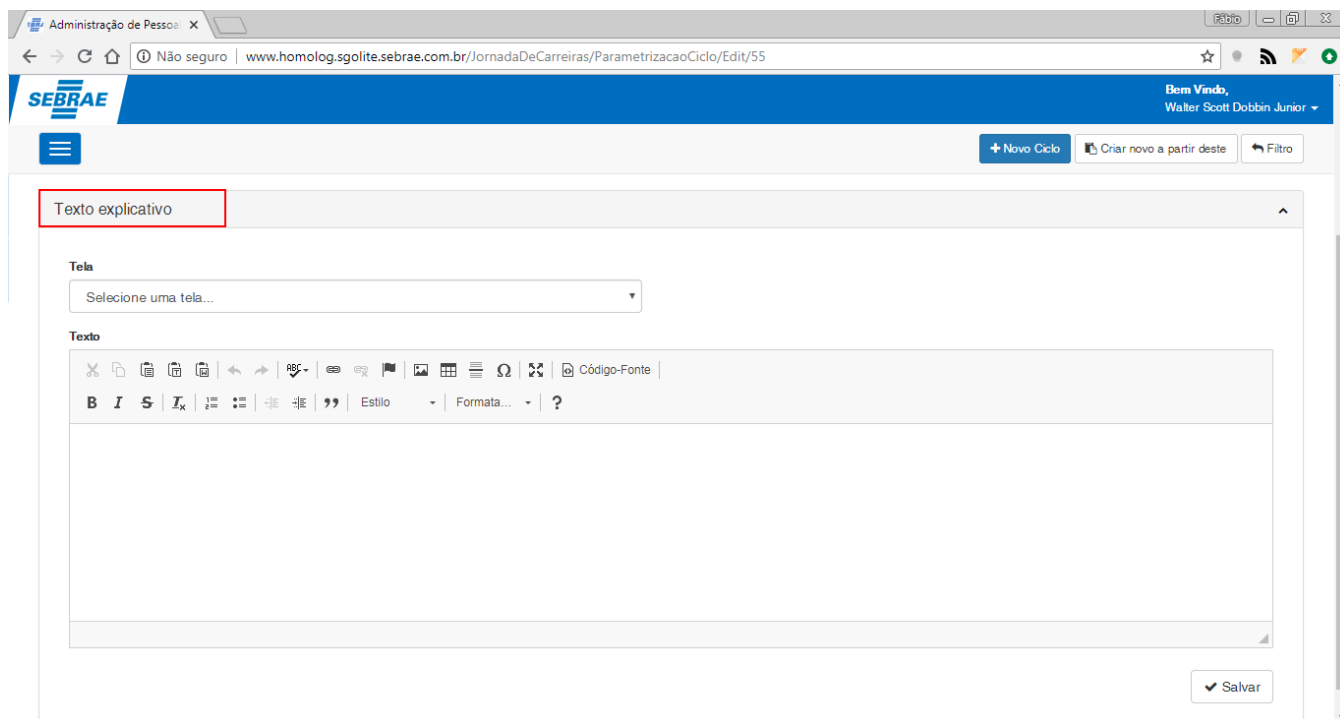 Administração de Pessoa
Fábio
Não seguro | www.homolog.sgolite.sebrae.com.br/JornadaDeCarreiras/ParametrizacaoCiclo/Edit/55
SEBRAE
Bem Vindo,
Walter Scott Dobbin Junior
Novo Ciclo
Criar novo a partir deste
Filtro
Texto explicativo
Tela
Selecione uma tela...
Texto
ABC
Ω
Código-Fonte
B I S Ix
Estilo
Formata...
?
Salvar